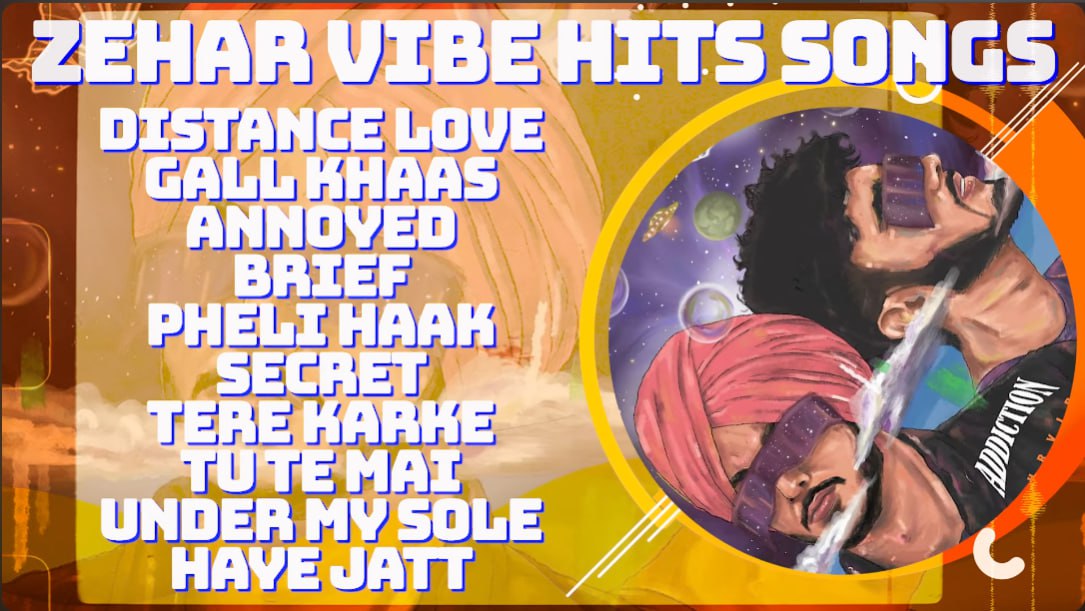 ZEHAR VIBE HITS SONGS
DISTANCE LOVE
GALL KHAAS
ANNOYED
BRIEF
PHELI HAAK
SECRET
TERE KARKE
TU TE MAI
UNDER MY SOLE
HAYE JATT
ADDICTION